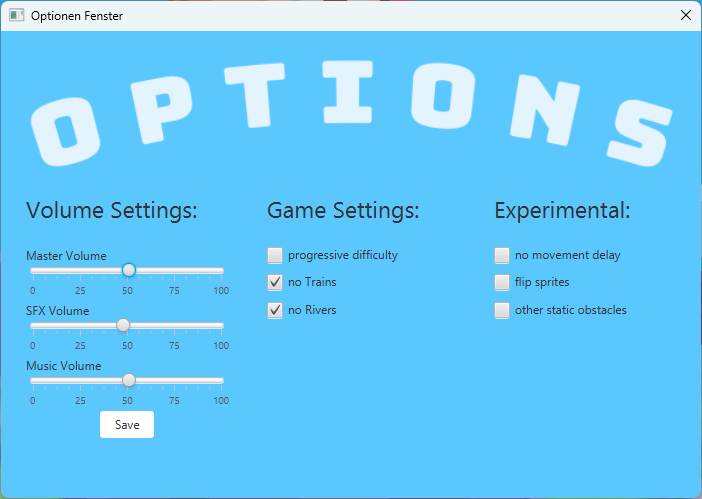 Optionen Fenster
OPTIONS
Volume Settings:
Master Volume
0 25 50 75 100
SFX Volume
0 25 50 75 100
Music Volume
0 25 50 75 100
Save
Game Settings:
progressive difficulty
no Trains
no Rivers
Experimental:
no movement delay
flip sprites
other static obstacles